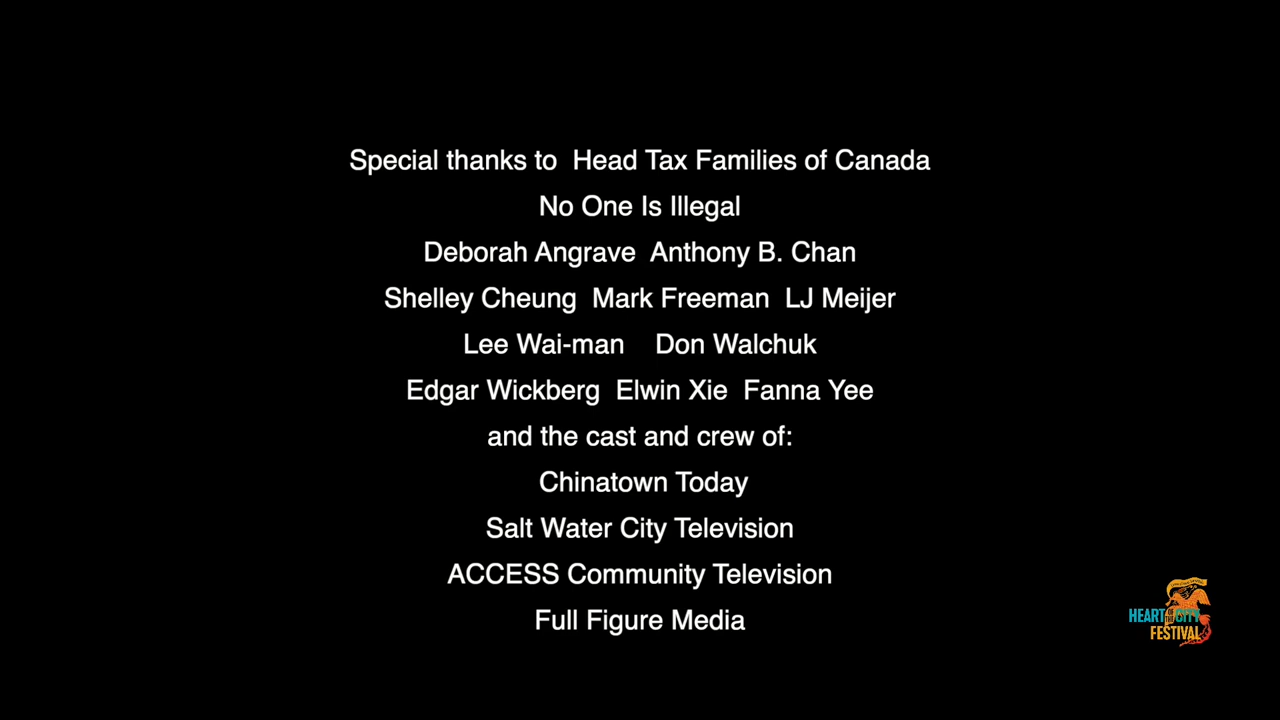 Special thanks to  Head Tax Families of Canada
No One Is Illegal
Deborah Angrave  Anthony B. Chan
Shelley Cheung  Mark Freeman  LJ Meijer
Lee Wai-man    Don Walchuk
Edgar Wickberg  Elwin Xie  Fanna Yee
and the cast and crew of:
Chinatown Today
Salt Water City Television
ACCESS Community Television
Full Figure Media
HEART OF THE CITY
FESTIVAL